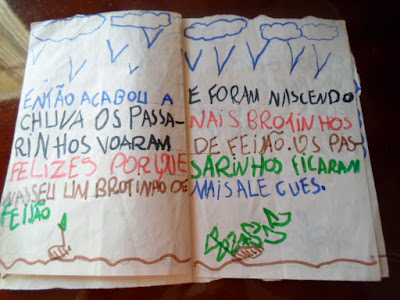 ENTÃO ACABOU A
CHUVA OS PASSA-
RINHOS VOARAM
FELIZES PORQUE
NASSEU UM BROTINHO DE
FEIJÃO
E FORAM NASCENDO
MAIS BROTINHOS
DE FEIJÃO. OS PAS-
SARINHOS FICARAM
MAIS ALEGUES.